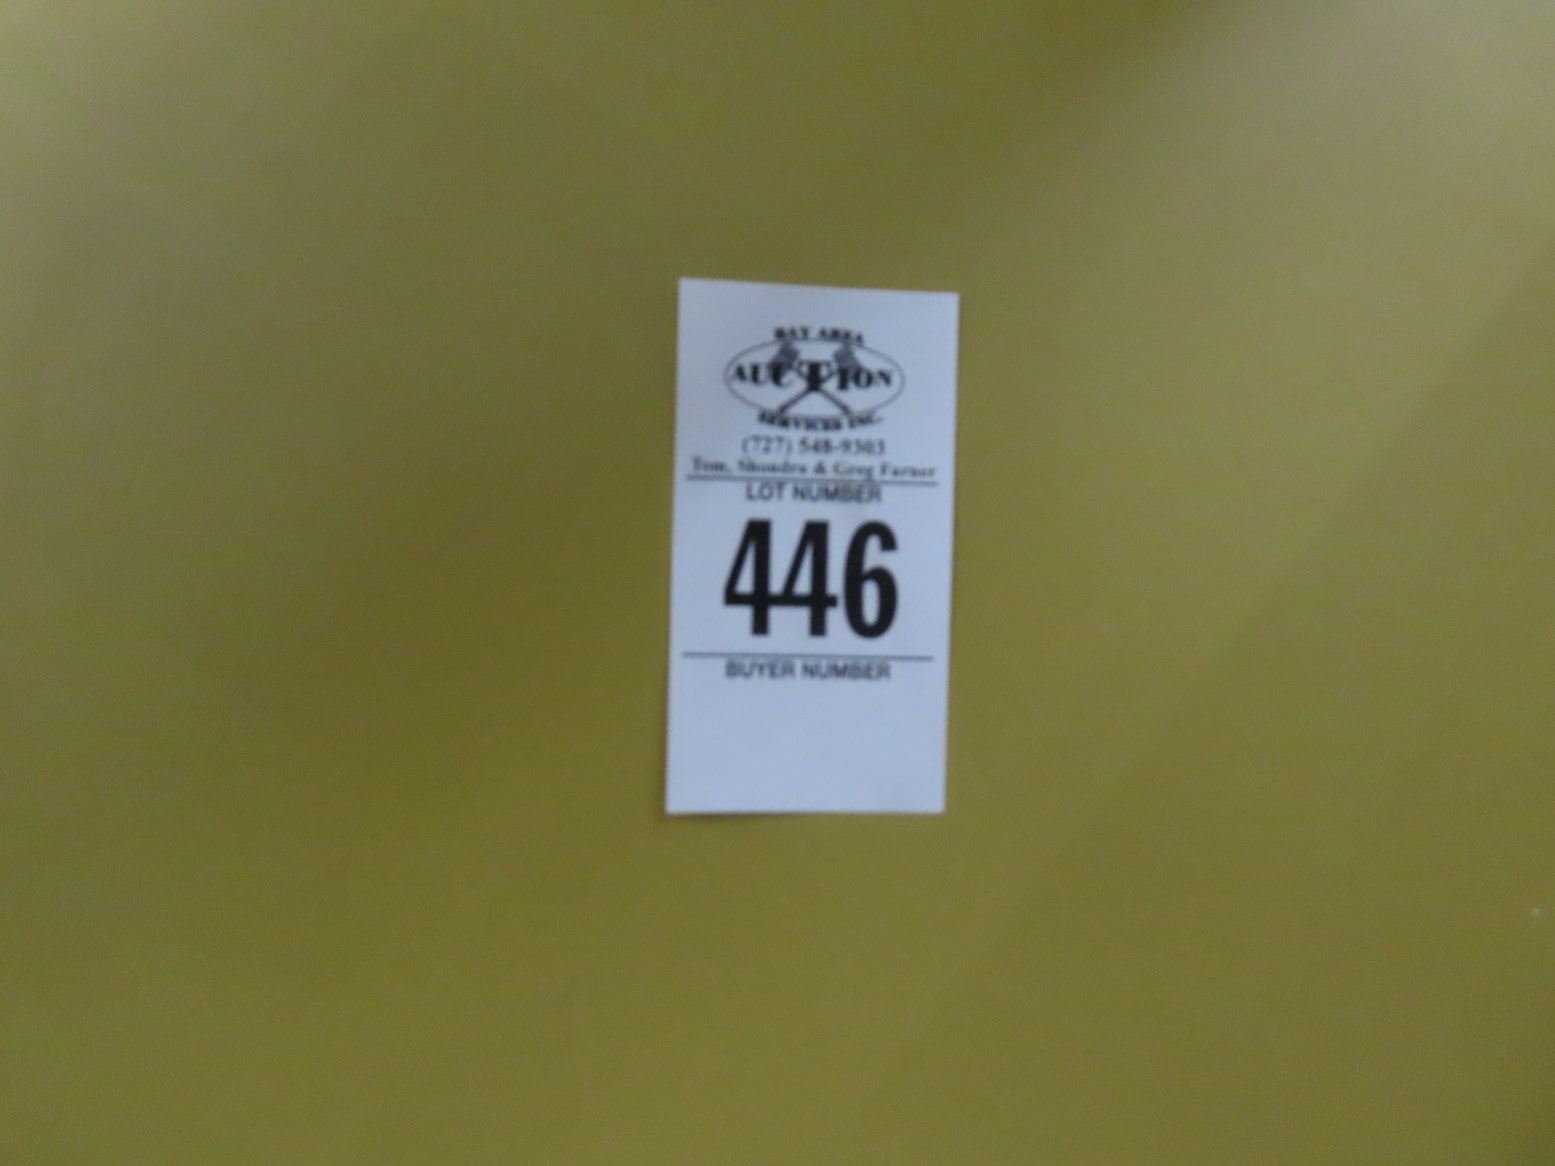 BAY AREA
AUCTION
SERVICES INC.
(727) 548-9303
Tom, Shondra & Greg Farner
LOT NUMBER
446
BUYER NUMBER